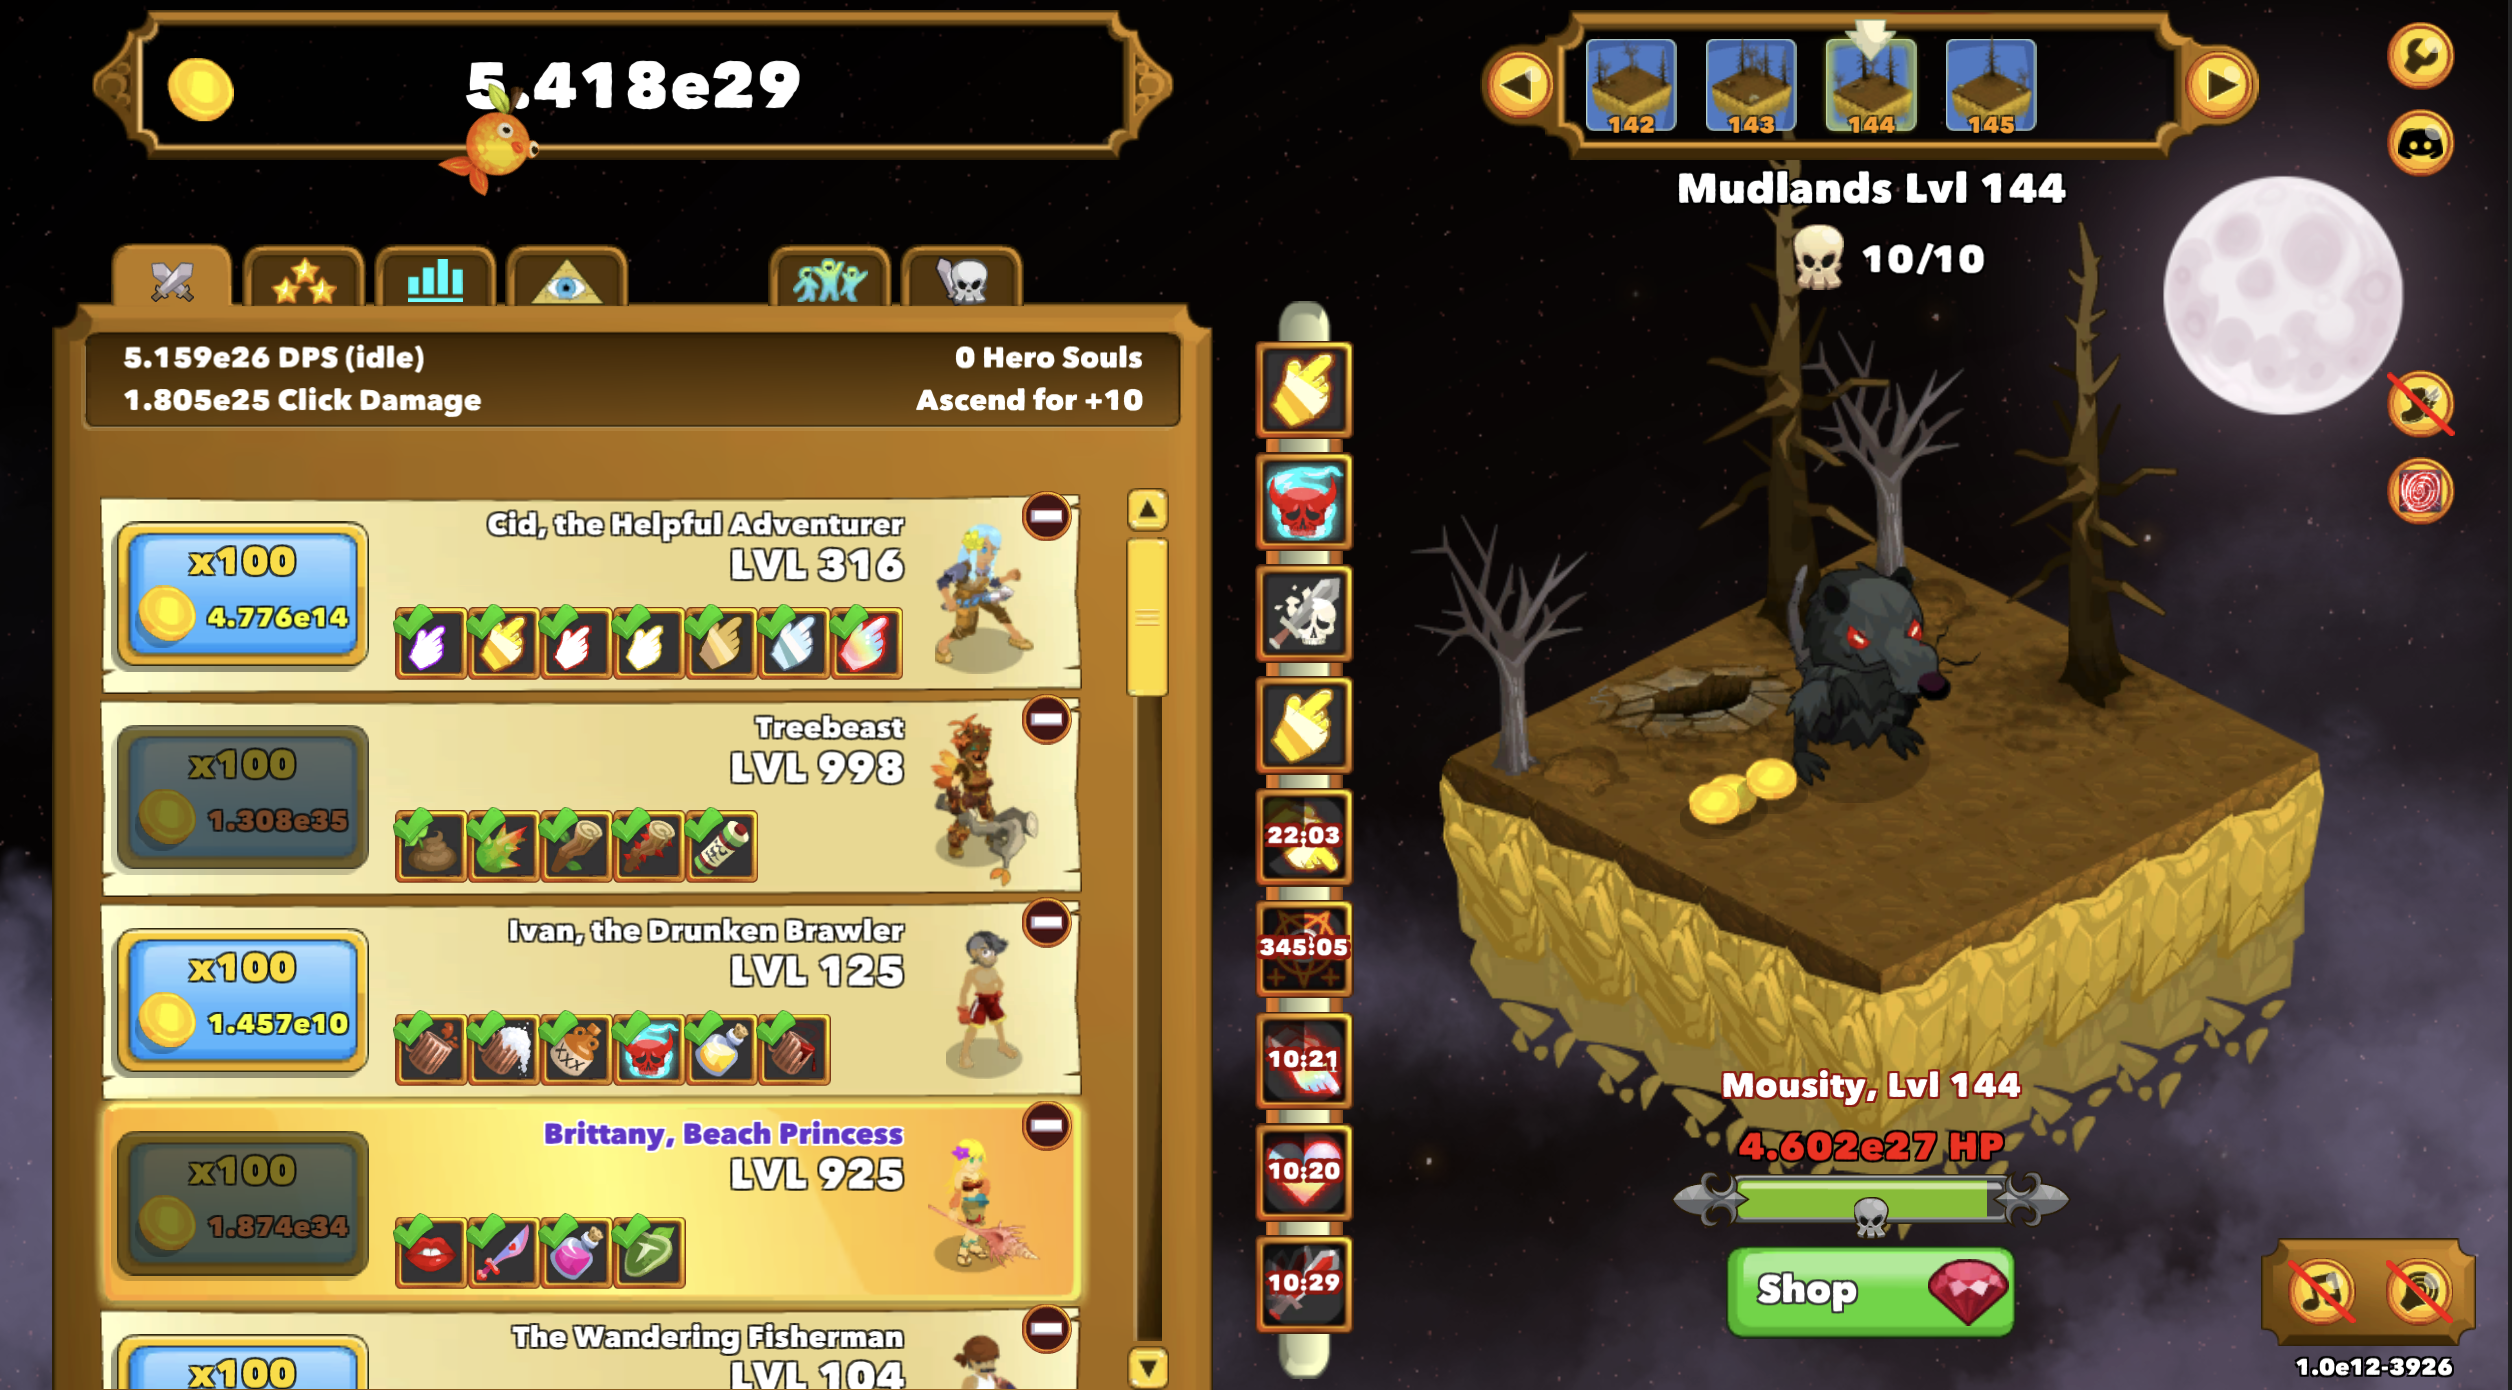 5.418e29
142
143
144
145
Mudlands Lvl 144
10/10
5.159e26 DPS (idle)
0 Hero Souls
1.805e25 Click Damage
Ascend for +10
Cid, the Helpful Adventurer
LVL 316
x100
4.776e14
Treebeast
LVL 998
x100
1.308e35
Ivan, the Drunken Brawler
LVL 125
x100
1.457e10
XXX
Brittany, Beach Princess
LVL 925
x100
1.874e34
The Wandering Fisherman
LVL 104
x100
22:03
345:05
10:21
10:20
10:29
Mousity, Lvl 144
4.602e27 HP
Shop
1.0e12-3926